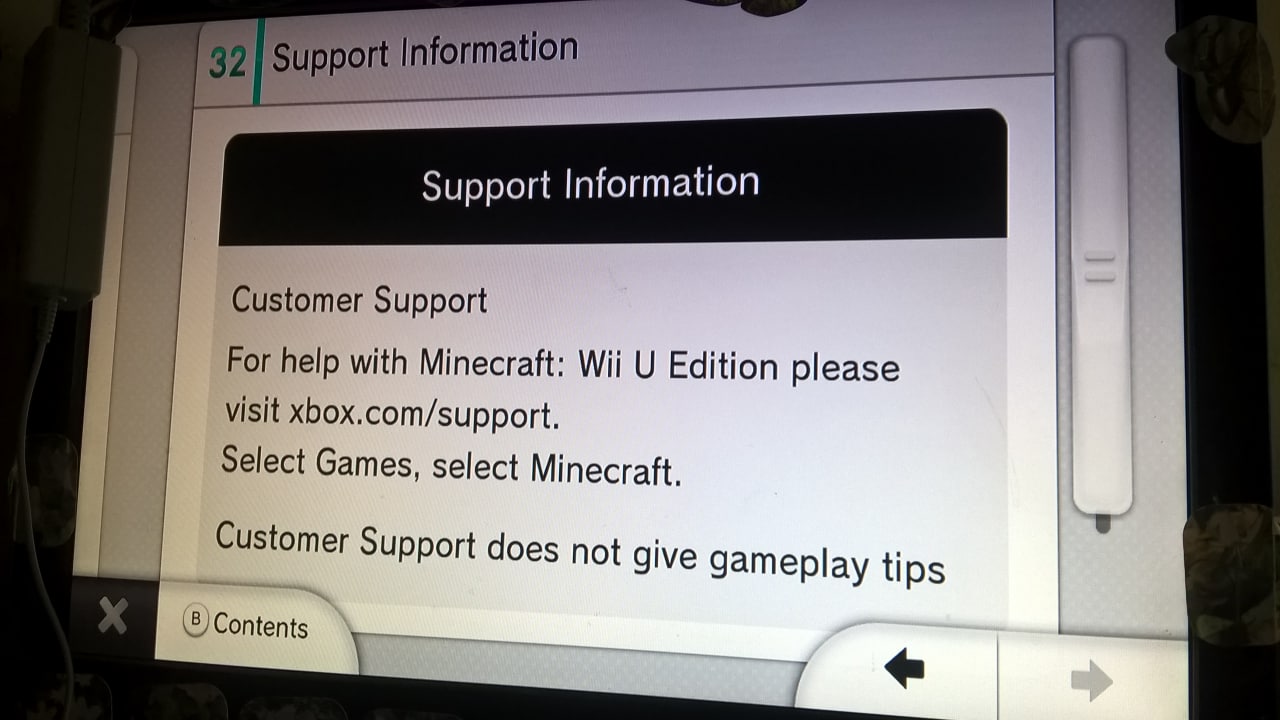 32 Support Information
Support Information
Customer Support
For help with Minecraft: Wii U Edition please
visit xbox.com/support.
Select Games, select Minecraft.
Customer Support does not give gameplay tips
X
B Contents